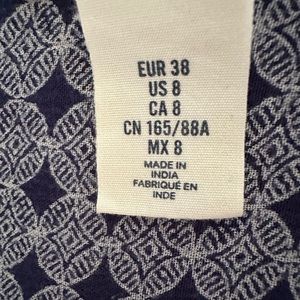 EUR 38
US 8
CA 8
CN 165/88A
MX 8
MADE IN
INDIA
FABRIQUÉ EN
INDE